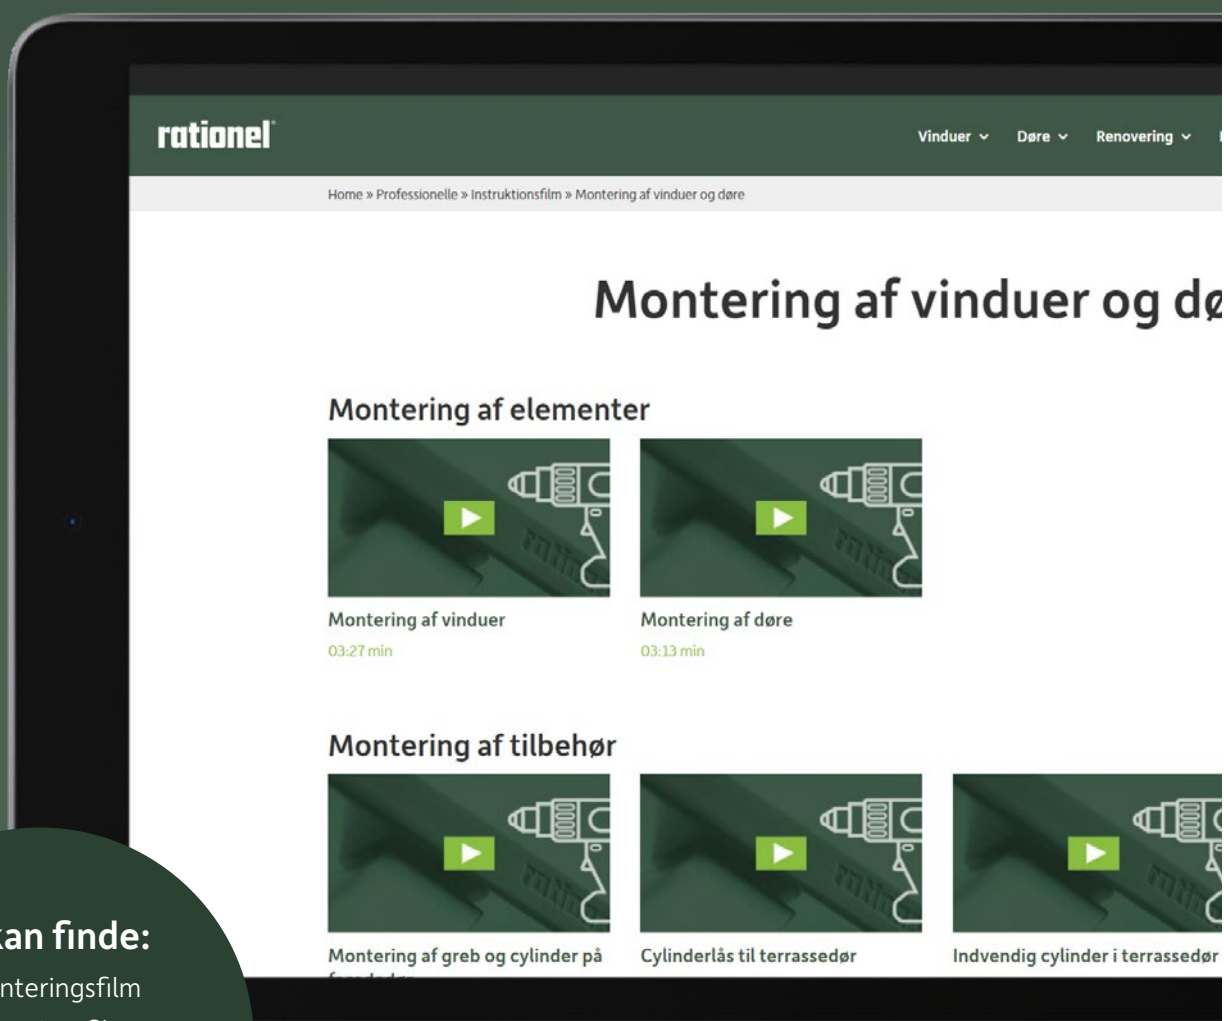 rationel
Vinduer
Døre
Renovering
Home » Professionelle » Instruktionsfilm » Montering af vinduer og døre
Montering af vinduer og dø
Montering af elementer
Montering af vinduer
03:27 min
Montering af døre
03:13 min
Montering af tilbehør
Montering af greb og cylinder på
Cylinderlås til terrassedør
Indvendig cylinder i terrassedør
kan finde:
nteringsfilm